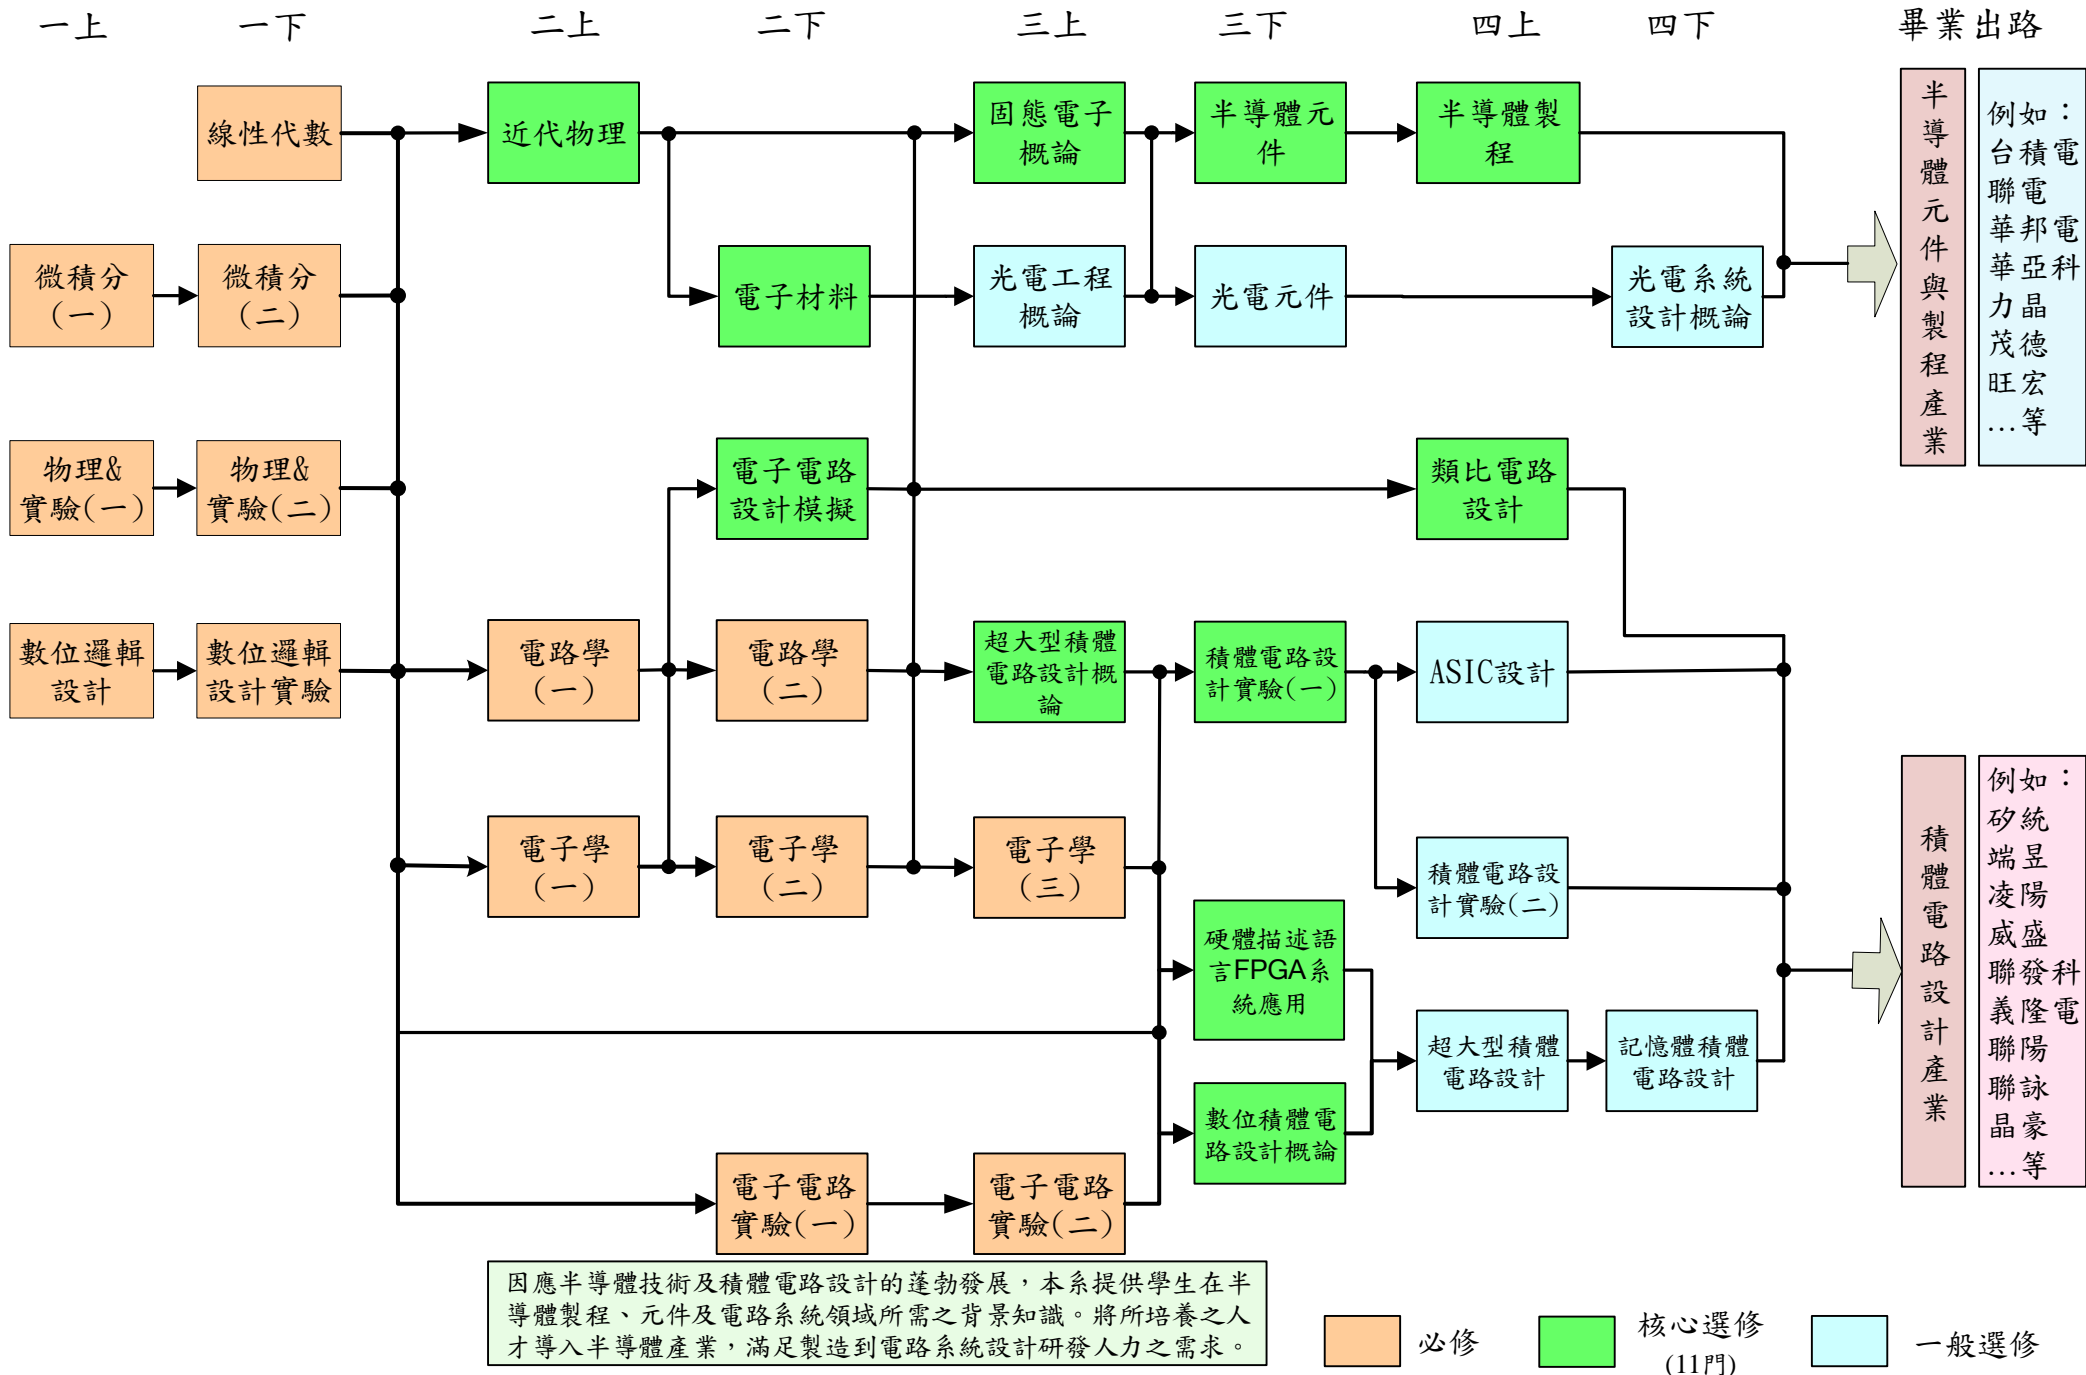 一上
一下
二上
二下
三上
三下
四上
四下
畢業出路
線性代數
近代物理
固態電子
概論
半導體元
件
半導體製
程
微積分
(一)
微積分
(二)
電子材料
光電工程
概論
光電元件
光電系統
設計概論
半導體元件與製程產業
例如：
台積電
聯電
華邦電
華亞科
力晶
茂德
旺宏
…等
物理&
實驗(一)
物理&
實驗(二)
電子電路
設計模擬
類比電路
設計
數位邏輯
設計
數位邏輯
設計實驗
電路學
(一)
電路學
(二)
超大型積體
電路設計概
論
積體電路設
計實驗(一)
ASIC設計
電子學
(一)
電子學
(二)
電子學
(三)
積體電路設
計實驗(二)
硬體描述語
言FPGA系
統應用
超大型積體
電路設計
記憶體積體
電路設計
數位積體電
路設計概論
電子電路
實驗(一)
電子電路
實驗(二)
積體電路設計產業
例如：
矽統
端昱
凌陽
威盛
聯發科
義隆電
聯陽
聯詠
晶豪
…等
因應半導體技術及積體電路設計的蓬勃發展，本系提供學生在半
導體製程、元件及電路系統領域所需之背景知識。將所培養之人
才導入半導體產業，滿足製造到電路系統設計研發人力之需求。
必修
核心選修
(11門)
一般選修